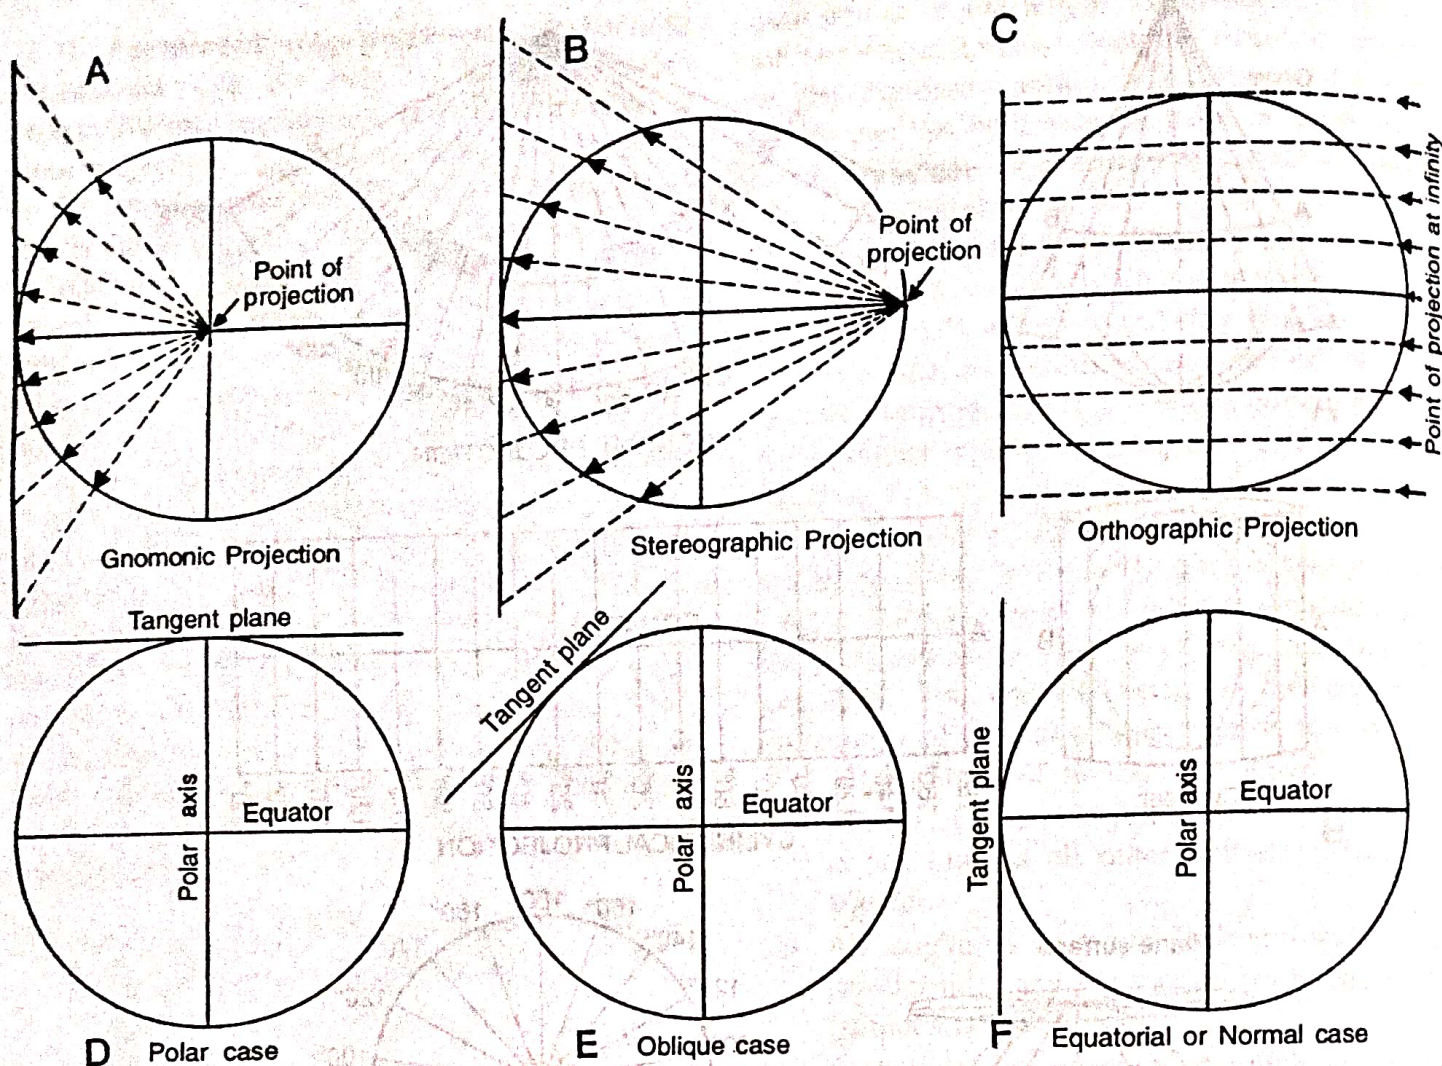 A
B
C
Point of
projection
Point of
projection
Point of projection at infinity
Gnomonic Projection
Stereographic Projection
Orthographic Projection
Tangent plane
Tangent plane
Tangent plane
Polar axis
Equator
Polar axis
Equator
Polar axis
Equator
D Polar case
E Oblique case
F Equatorial or Normal case